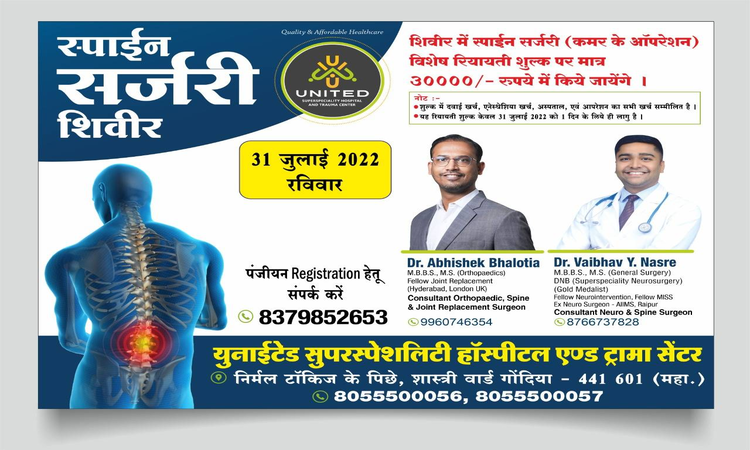 स्पाईन
सर्जरी
शिवीर
Quality & Affordable Healthcare
UNITED
SUPERSPECIALITY HOSPITAL
AND TRAUMA CENTER
शिवीर में स्पाईन सर्जरी (कमर के ऑपरेशन)
विशेष रियायती शुल्क पर मात्र
30000/- रुपये में किये जायेंगे ।
नोट :-
• शुल्क में दवाई खर्च, एनेस्थेशिया खर्च, अस्पताल, एवं आपरेशन का सभी खर्च सम्मीलित है ।
• यह रियायती शुल्क केवल 31 जुलाई 2022 को 1 दिन के लिये ही लागु है ।
31 जुलाई 2022
रविवार
पंजीयन Registration हेतू
संपर्क करें
8379852653
Dr. Abhishek Bhalotia
M.B.B.S., M.S. (Orthopaedics)
Fellow Joint Replacement
(Hyderabad, London UK)
Consultant Orthopaedic, Spine
& Joint Replacement Surgeon
9960746354
Dr. Vaibhav Y. Nasre
M.B.B.S., M.S. (General Surgery)
DNB (Superspeciality Neurosurgery)
(Gold Medalist)
Fellow Neurointervention, Fellow MISS
Ex Neuro Surgeon - AIIMS, Raipur
Consultant Neuro & Spine Surgeon
8766737828
युनाईटेड सुपरस्पेशलिटी हॉस्पीटल एण्ड ट्रामा सेंटर
निर्मल टॉकिज के पिछे, शास्त्री वार्ड गोंदिया - 441 601 (महा.)
8055500056, 8055500057